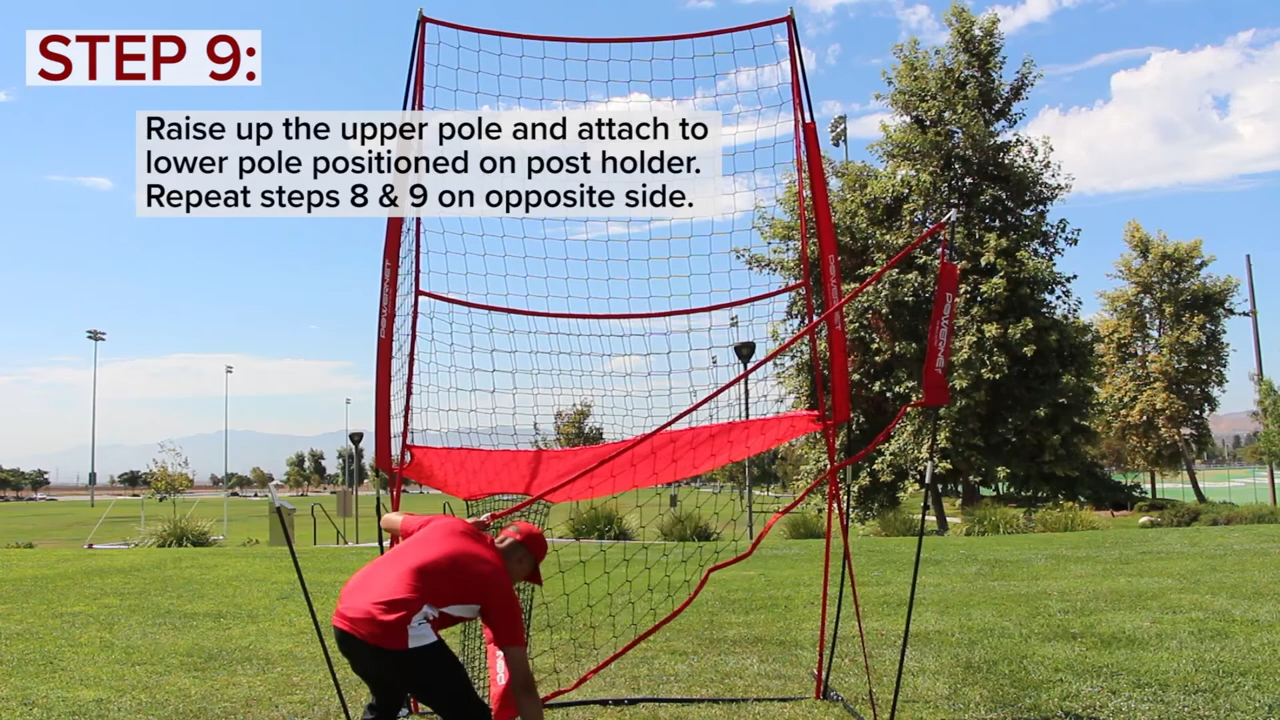 STEP 9:
Raise up the upper pole and attach to
lower pole positioned on post holder.
Repeat steps 8 & 9 on opposite side.
POWERNET
POWERNET
POWERNET